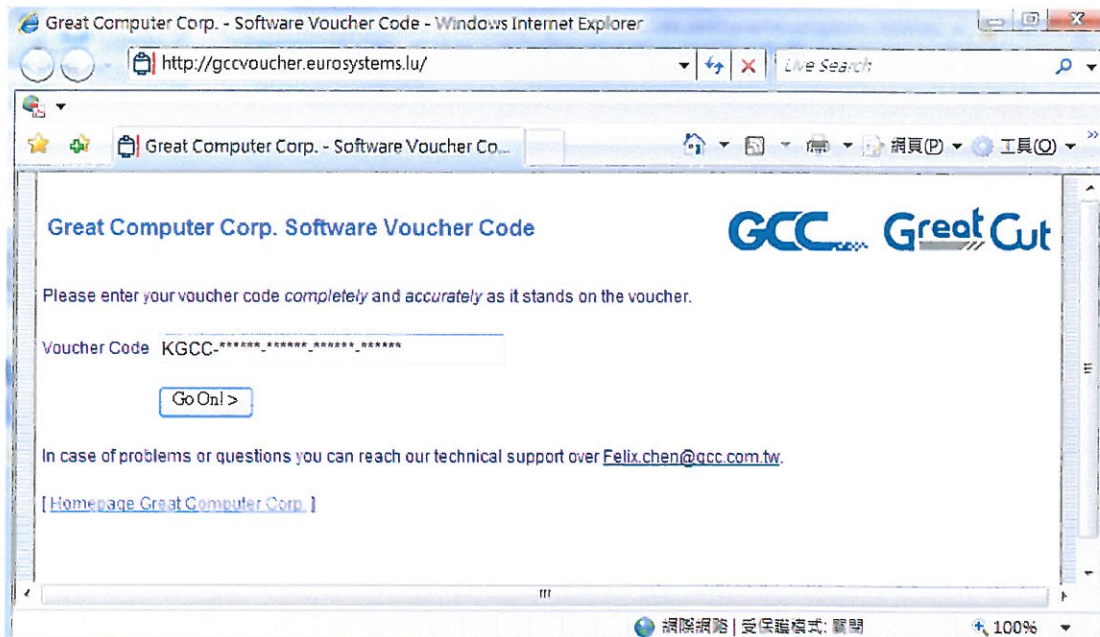 Great Computer Corp. - Software Voucher Code - Windows Internet Explorer
http://gccvoucher.eurosystems.lu/
Live Search
Great Computer Corp. - Software Voucher Co...
網頁(P)
工具(O)
Great Computer Corp. Software Voucher Code
GCC
GreatCut
Please enter your voucher code completely and accurately as it stands on the voucher.
Voucher Code KGCC-******-******-******-******
Go On! >
In case of problems or questions you can reach our technical support over Felix.chen@gcc.com.tw.
[ Homepage Great Computer Corp. ]
網際網路 | 受保護模式: 關閉
100%